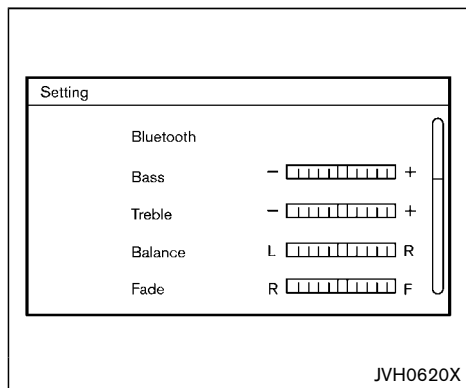 Setting
Bluetooth
Bass − +
Treble − +
Balance L R
Fade R F
JVH0620X